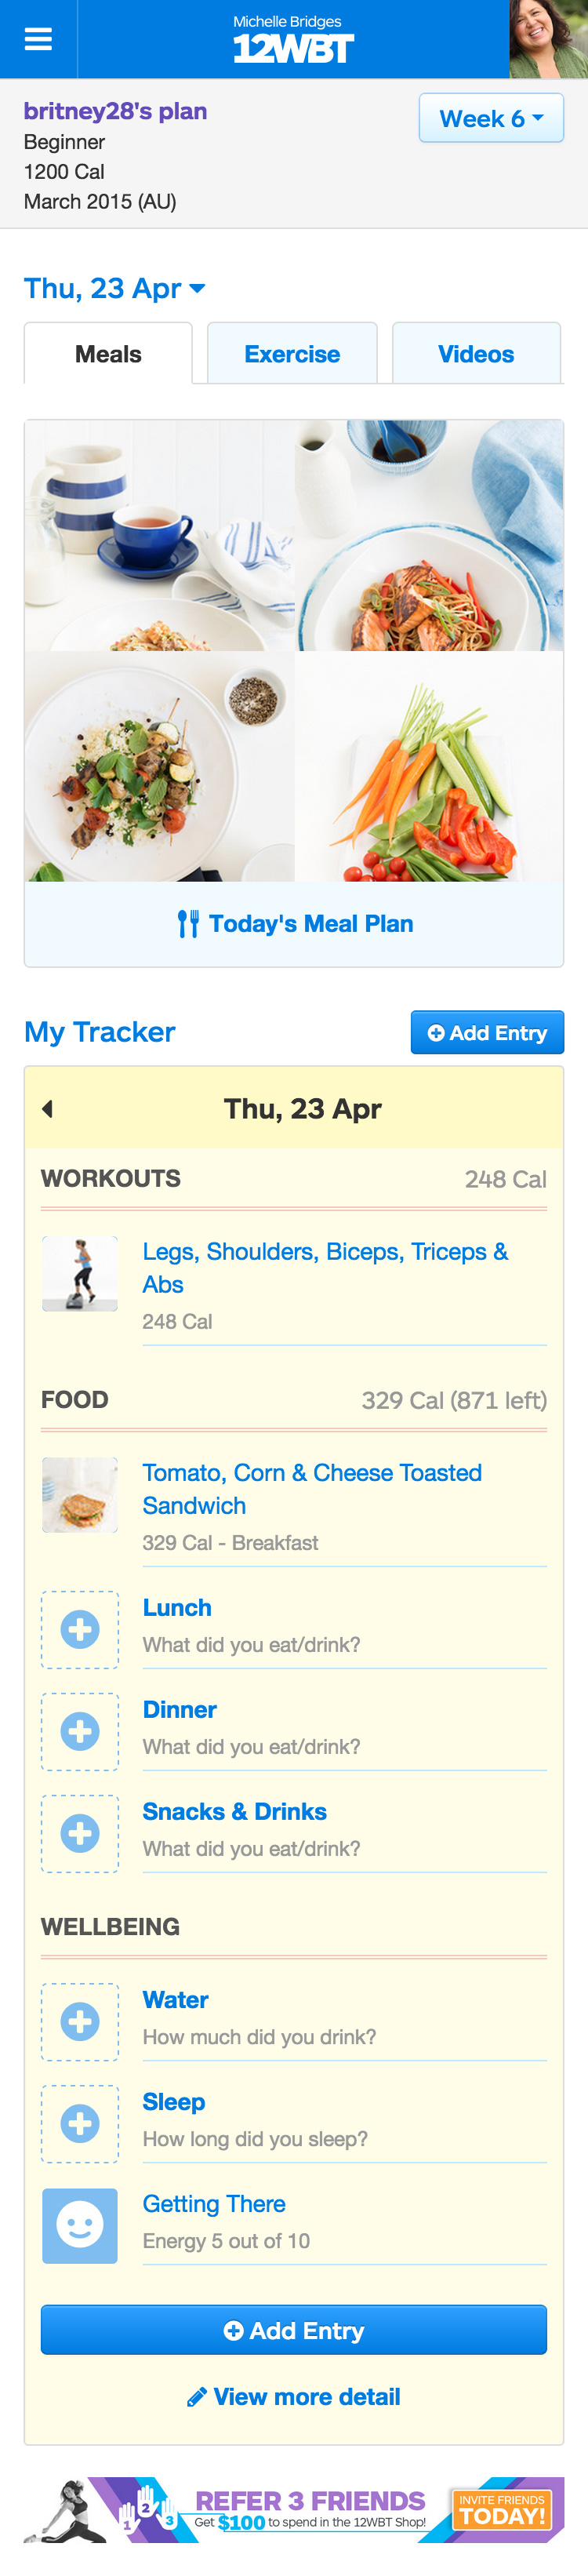 Michelle Bridges
12WBT
britney28's plan
Week 6
Beginner
1200 Cal
March 2015 (AU)
Thu, 23 Apr
Meals
Exercise
Videos
Today's Meal Plan
My Tracker
Add Entry
Thu, 23 Apr
WORKOUTS
248 Cal
Legs, Shoulders, Biceps, Triceps &
Abs
248 Cal
FOOD
329 Cal (871 left)
Tomato, Corn & Cheese Toasted
Sandwich
329 Cal - Breakfast
Lunch
What did you eat/drink?
Dinner
What did you eat/drink?
Snacks & Drinks
What did you eat/drink?
WELLBEING
Water
How much did you drink?
Sleep
How long did you sleep?
Getting There
Energy 5 out of 10
Add Entry
View more detail
1 2 3
REFER 3 FRIENDS
Get $100 to spend in the 12WBT Shop!
INVITE FRIENDS
TODAY!